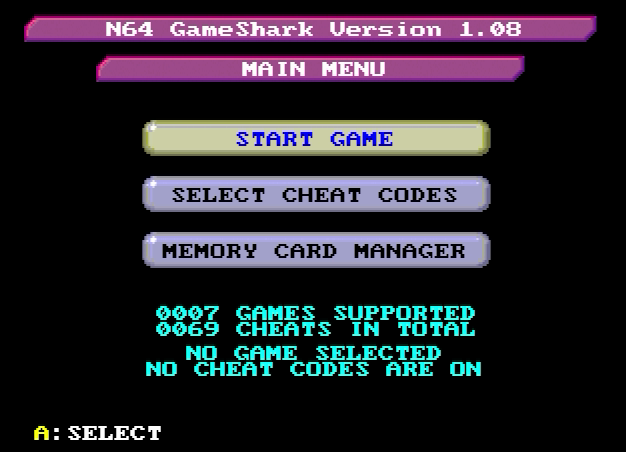 N64 GameShark Version 1.08
MAIN MENU
START GAME
SELECT CHEAT CODES
MEMORY CARD MANAGER
0007 GAMES SUPPORTED
0069 CHEATS IN TOTAL
NO GAME SELECTED
NO CHEAT CODES ARE ON
A: SELECT